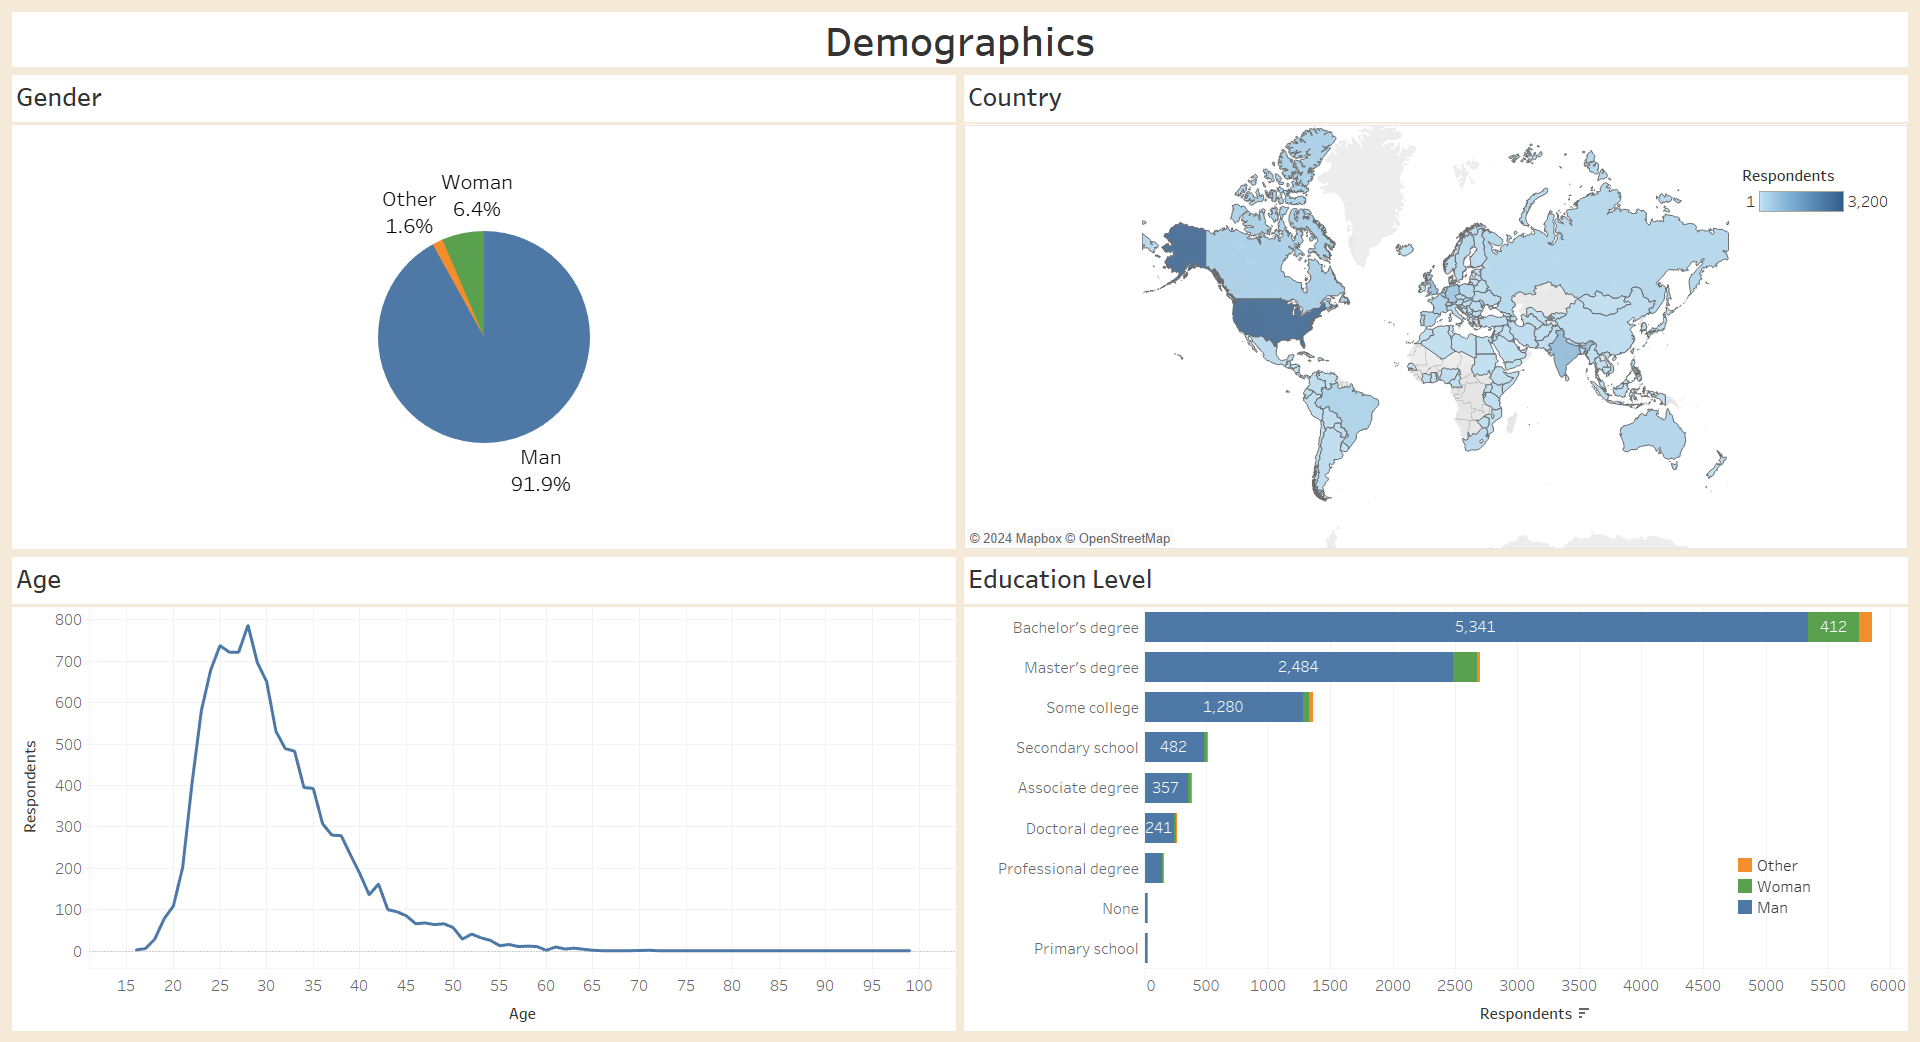 Demographics
Gender
Country
Woman
6.4%
Other
1.6%
Man
91.9%
Respondents
1 3,200
© 2024 Mapbox © OpenStreetMap
Age
Education Level
800
700
600
500
400
300
200
100
0
Respondents
15 20 25 30 35 40 45 50 55 60 65 70 75 80 85 90 95 100
Age
Bachelor’s degree 5,341 412
Master’s degree 2,484
Some college 1,280
Secondary school 482
Associate degree 357
Doctoral degree 241
Professional degree
None
Primary school
Other
Woman
Man
0 500 1000 1500 2000 2500 3000 3500 4000 4500 5000 5500 6000
Respondents